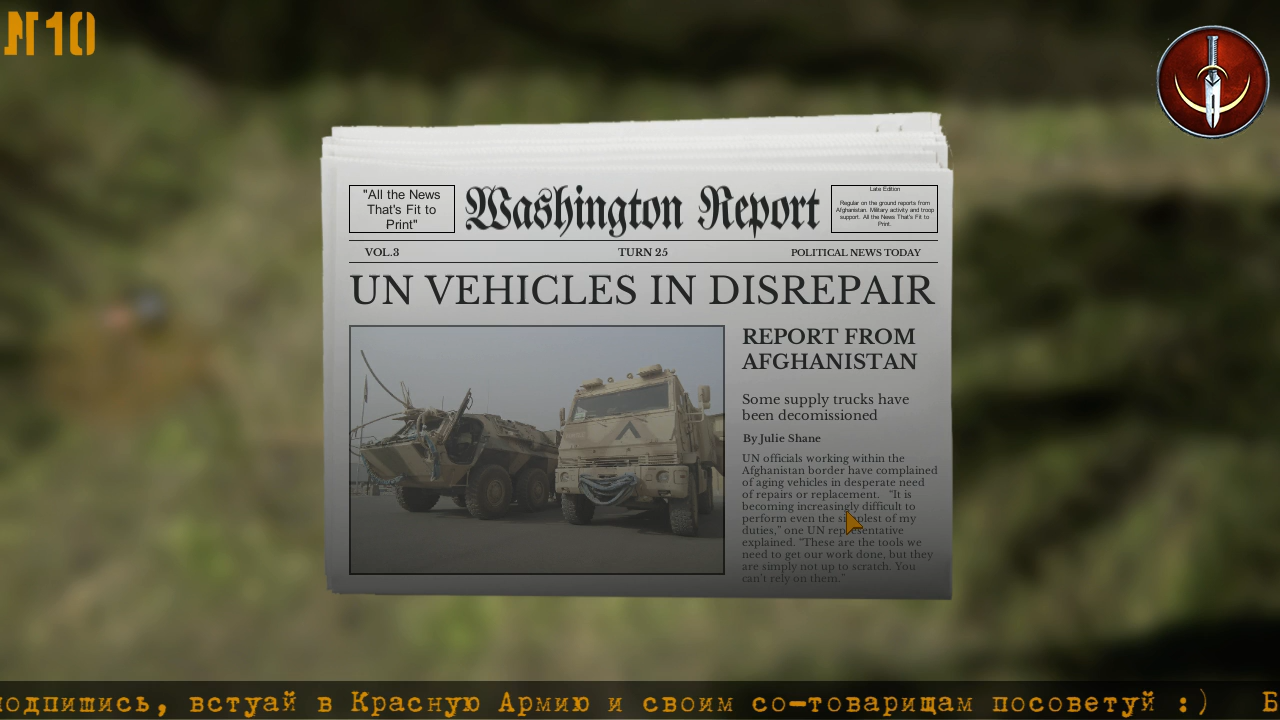 №10
"All the News
That's Fit to
Print"
Washington Report
Late Edition
Regular on the ground reports from
Afghanistan. Military activity and troop
support. All the News That's Fit to
Print.
VOL.3
TURN 25
POLITICAL NEWS TODAY
UN VEHICLES IN DISREPAIR
REPORT FROM
AFGHANISTAN
Some supply trucks have
been decomissioned
By Julie Shane
UN officials working within the
Afghanistan border have complained
of aging vehicles in desperate need
of repairs or replacement. "It is
becoming increasingly difficult to
perform even the simplest of my
duties," one UN representative
explained. "These are the tools we
need to get our work done, but they
are simply not up to scratch. You
can't rely on them."
подпишись, встуай в Красную Армию и своим со-товарищам посоветуй :) Б